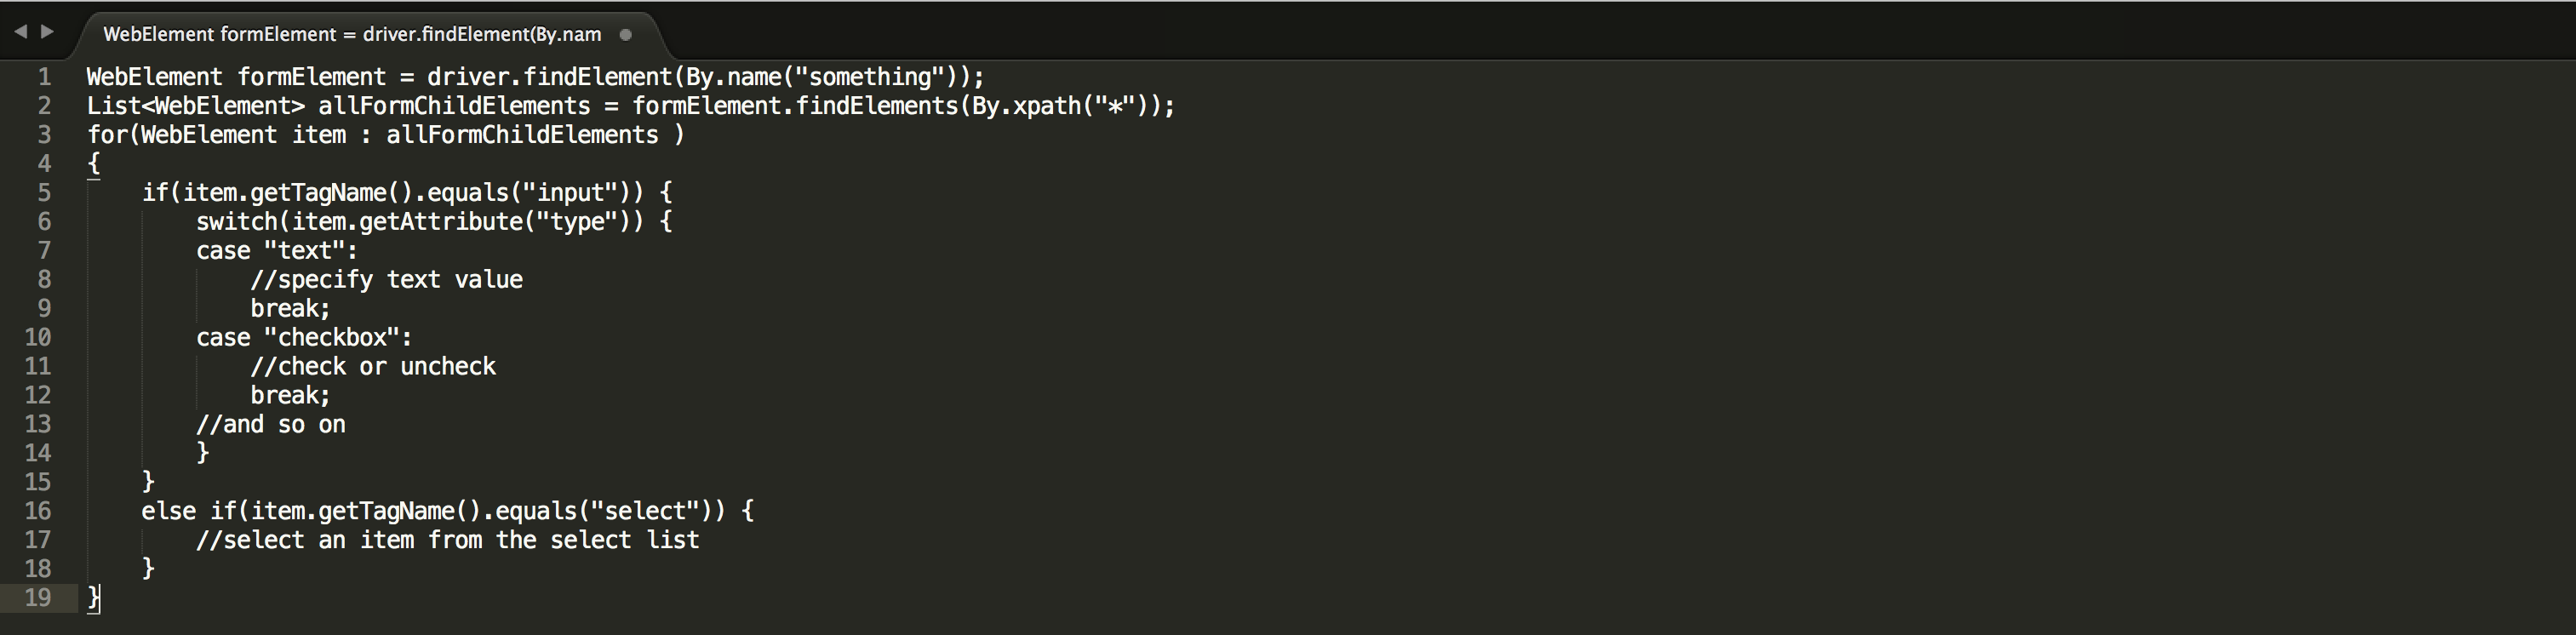 WebElement formElement = driver.findElement(By.nam
1 WebElement formElement = driver.findElement(By.name("something"));
2 List<WebElement> allFormChildElements = formElement.findElements(By.xpath("*"));
3 for(WebElement item : allFormChildElements )
4 {
5     if(item.getTagName().equals("input")) {
6         switch(item.getAttribute("type")) {
7         case "text":
8             //specify text value
9             break;
10         case "checkbox":
11             //check or uncheck
12             break;
13         //and so on
14         }
15     }
16     else if(item.getTagName().equals("select")) {
17         //select an item from the select list
18     }
19 }